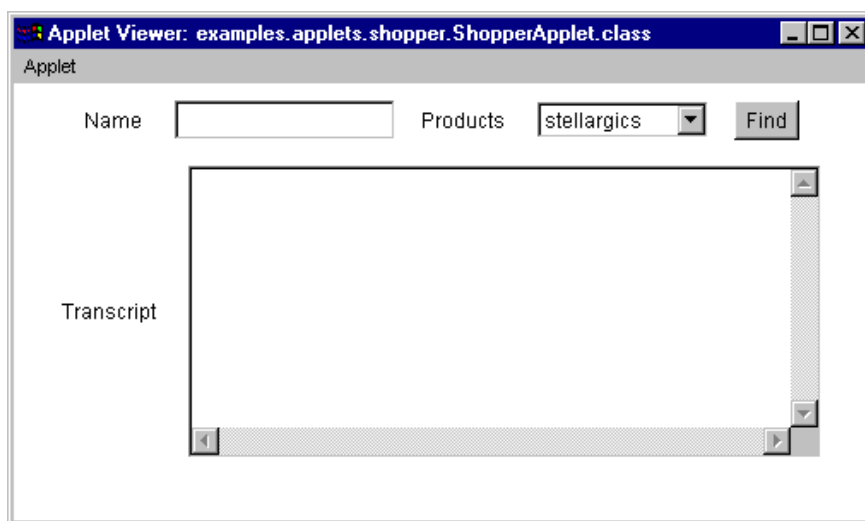 Applet Viewer: examples.applets.shopper.ShopperApplet.class
Applet
Name Products stellargics Find
Transcript